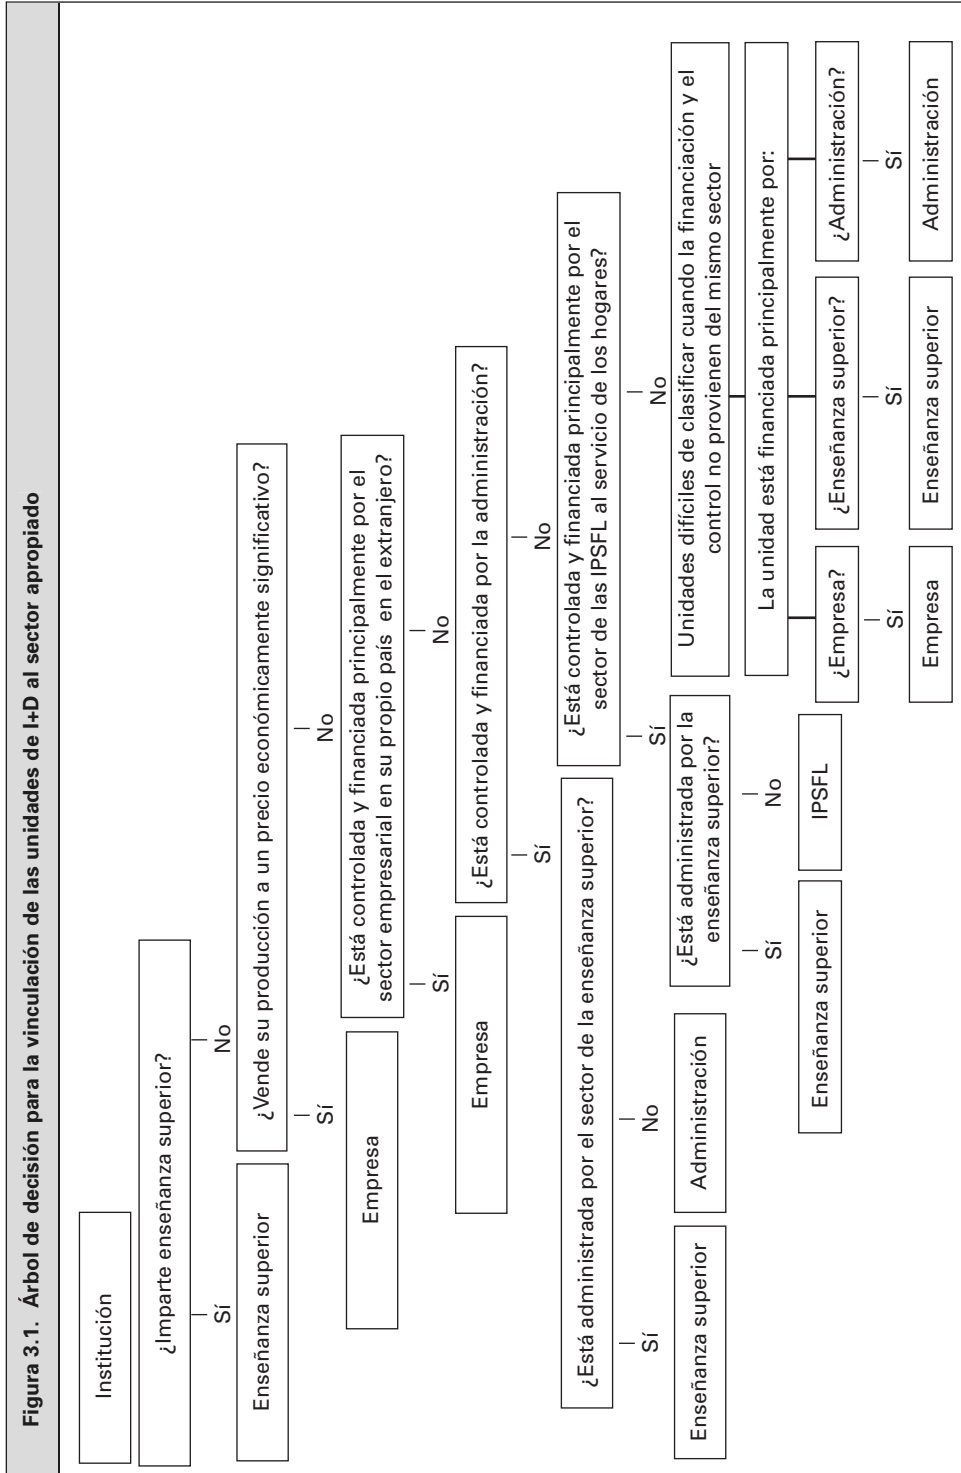 Figura 3.1. Árbol de decisión para la vinculación de las unidades de I+D al sector apropiado
Institución
¿Imparte enseñanza superior?
Sí
No
Enseñanza superior
¿Vende su producción a un precio económicamente significativo?
Sí
No
Empresa
¿Está controlada y financiada principalmente por el
sector empresarial en su propio país en el extranjero?
Sí
No
Empresa
¿Está controlada y financiada por la administración?
Sí
No
¿Está administrada por el sector de la enseñanza superior?
¿Está controlada y financiada principalmente por el
sector de las IPSFL al servicio de los hogares?
Sí
No
Sí
No
Enseñanza superior
Administración
¿Está administrada por la
enseñanza superior?
Unidades difíciles de clasificar cuando la financiación y el
control no provienen del mismo sector
Sí
No
La unidad está financiada principalmente por:
Enseñanza superior
IPSFL
¿Empresa?
¿Enseñanza superior?
¿Administración?
Sí
Sí
Sí
Empresa
Enseñanza superior
Administración